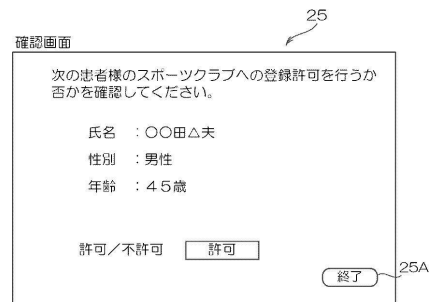 25
確認画面
次の患者様のスポーツクラブへの登録許可を行うか
否かを確認してください。
氏名 :〇〇田△夫
性別 :男性
年齢 :45歳
許可/不許可 許可
終了
25A